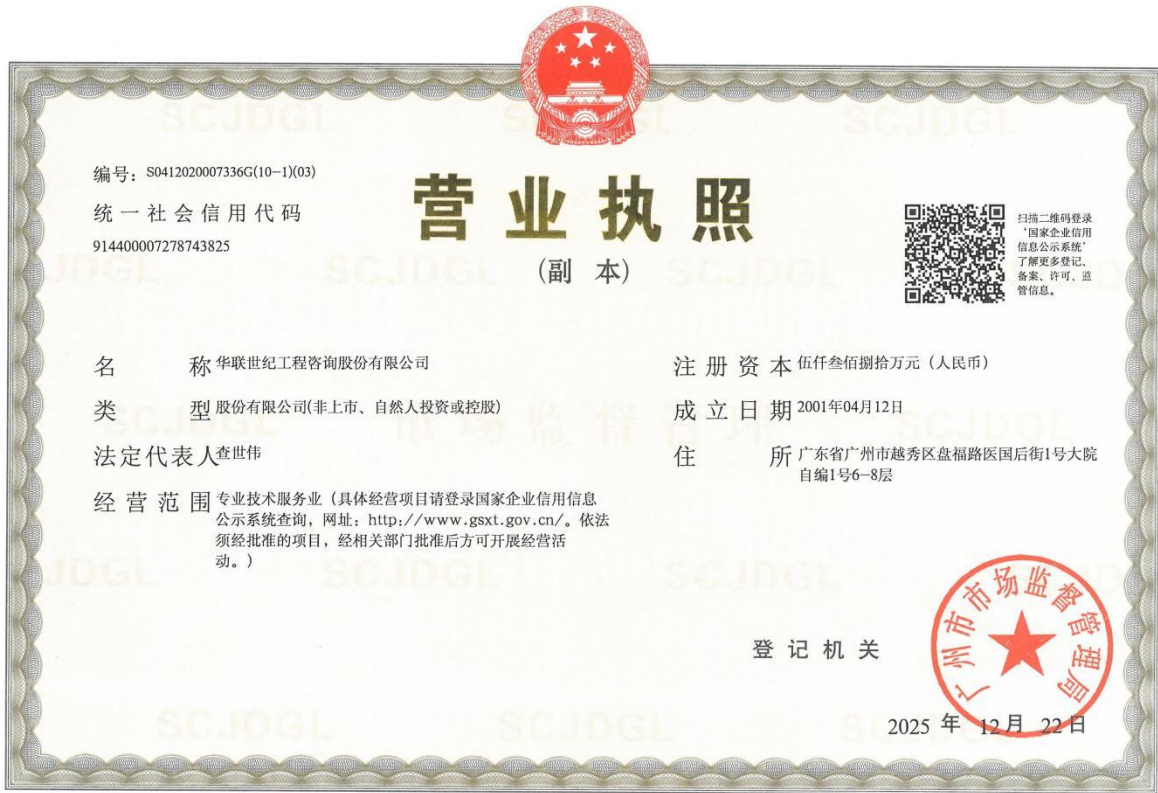 编号：S0412020007336G(10-1)(03)
统一社会信用代码
914400007278743825
营业执照
(副 本)
扫描二维码登录
‘国家企业信用
信息公示系统’
了解更多登记、
备案、许可、监
管信息。
名 称 华联世纪工程咨询股份有限公司
类 型 股份有限公司(非上市、自然人投资或控股)
法定代表人 查世伟
经营范围 专业技术服务业（具体经营项目请登录国家企业信用信息
公示系统查询，网址：http://www.gsxt.gov.cn/。依法
须经批准的项目，经相关部门批准后方可开展经营活
动。）
注册资本 伍仟叁佰捌拾万元（人民币）
成立日期 2001年04月12日
住 所 广东省广州市越秀区盘福路医国后街1号大院
自编1号6-8层
登记机关
广州市市场监督管理局
2025 年 12月 22日
SCJDGL
市场监督管理